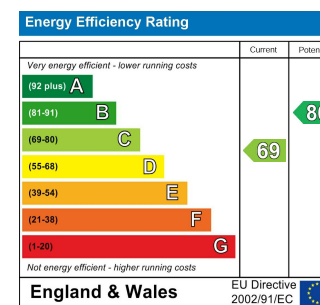 Energy Efficiency Rating
Current
Very energy efficient - lower running costs
(92 plus) A
(81-91) B
(69-80) C
69
(55-68) D
(39-54) E
(21-38) F
(1-20) G
Not energy efficient - higher running costs
England & Wales
EU Directive
2002/91/EC